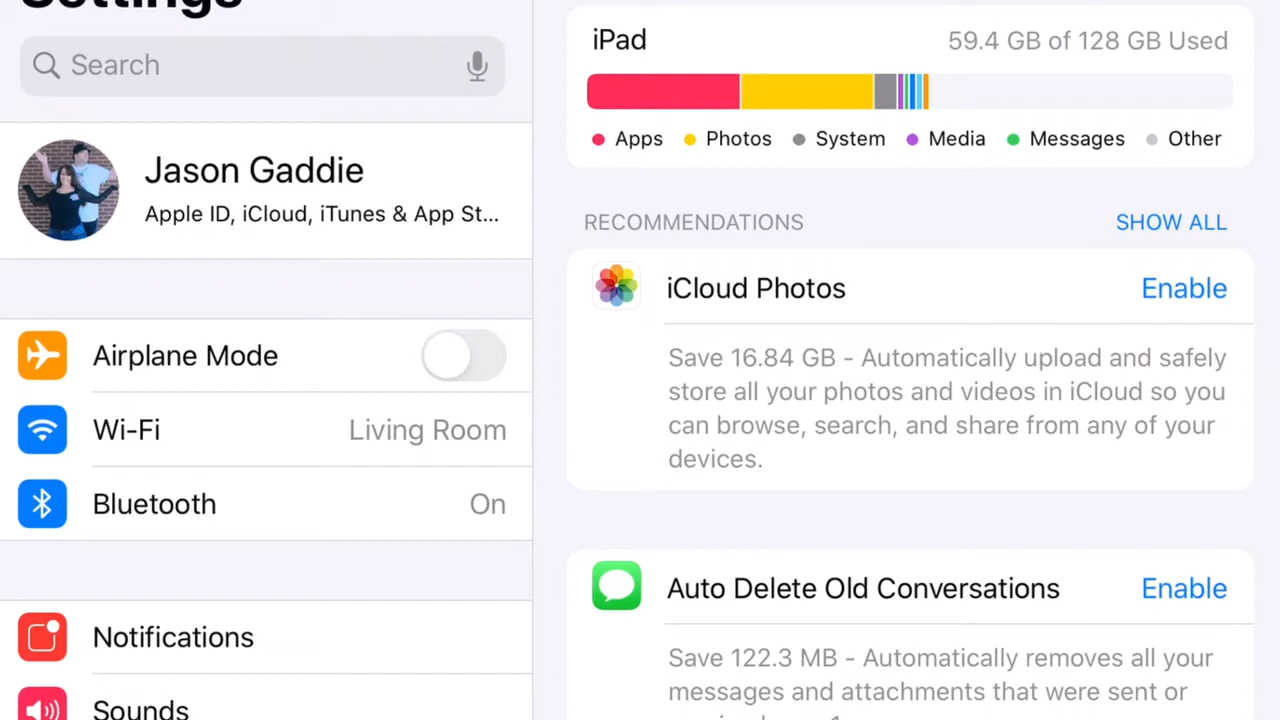 Settings
Search
Jason Gaddie
Apple ID, iCloud, iTunes & App St...
Airplane Mode
Wi-Fi Living Room
Bluetooth On
Notifications
Sounds
iPad 59.4 GB of 128 GB Used
Apps Photos System Media Messages Other
RECOMMENDATIONS SHOW ALL
iCloud Photos Enable
Save 16.84 GB - Automatically upload and safely
store all your photos and videos in iCloud so you
can browse, search, and share from any of your
devices.
Auto Delete Old Conversations Enable
Save 122.3 MB - Automatically removes all your
messages and attachments that were sent or